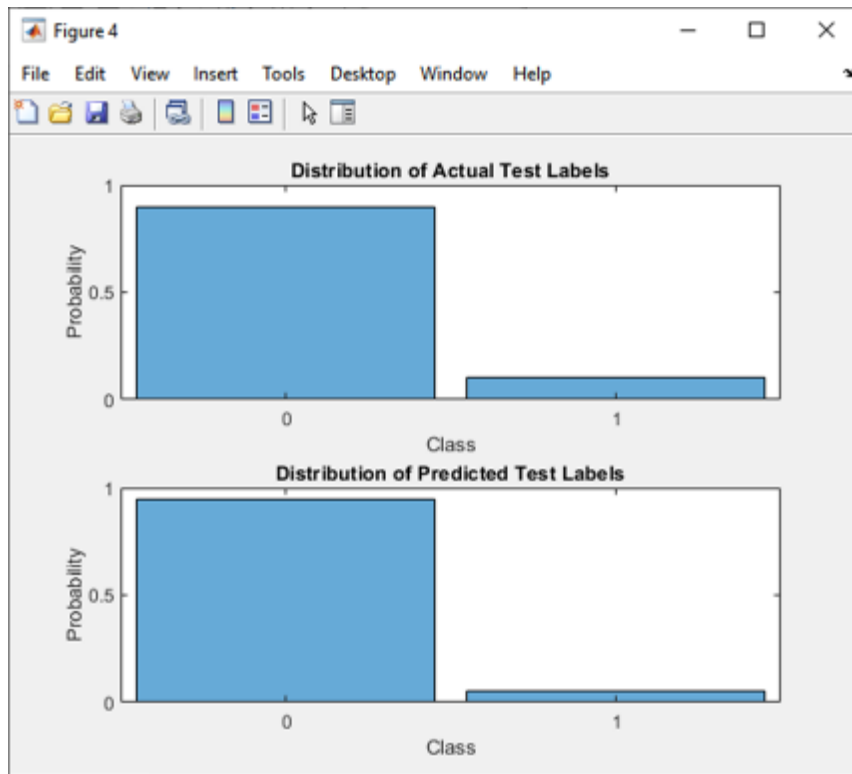 Figure 4
File Edit View Insert Tools Desktop Window Help
Distribution of Actual Test Labels
1
0.5
0
Probability
0 1
Class
Distribution of Predicted Test Labels
1
0.5
0
Probability
0 1
Class